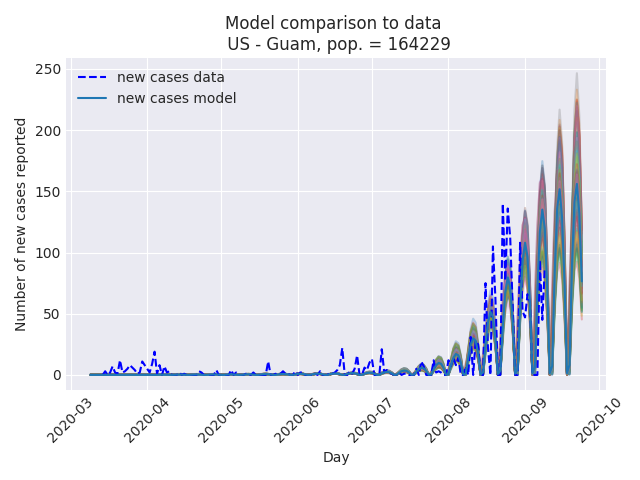 Model comparison to data
US - Guam, pop. = 164229
new cases data
new cases model
Number of new cases reported
250
200
150
100
50
0
2020-03
2020-04
2020-05
2020-06
2020-07
2020-08
2020-09
2020-10
Day